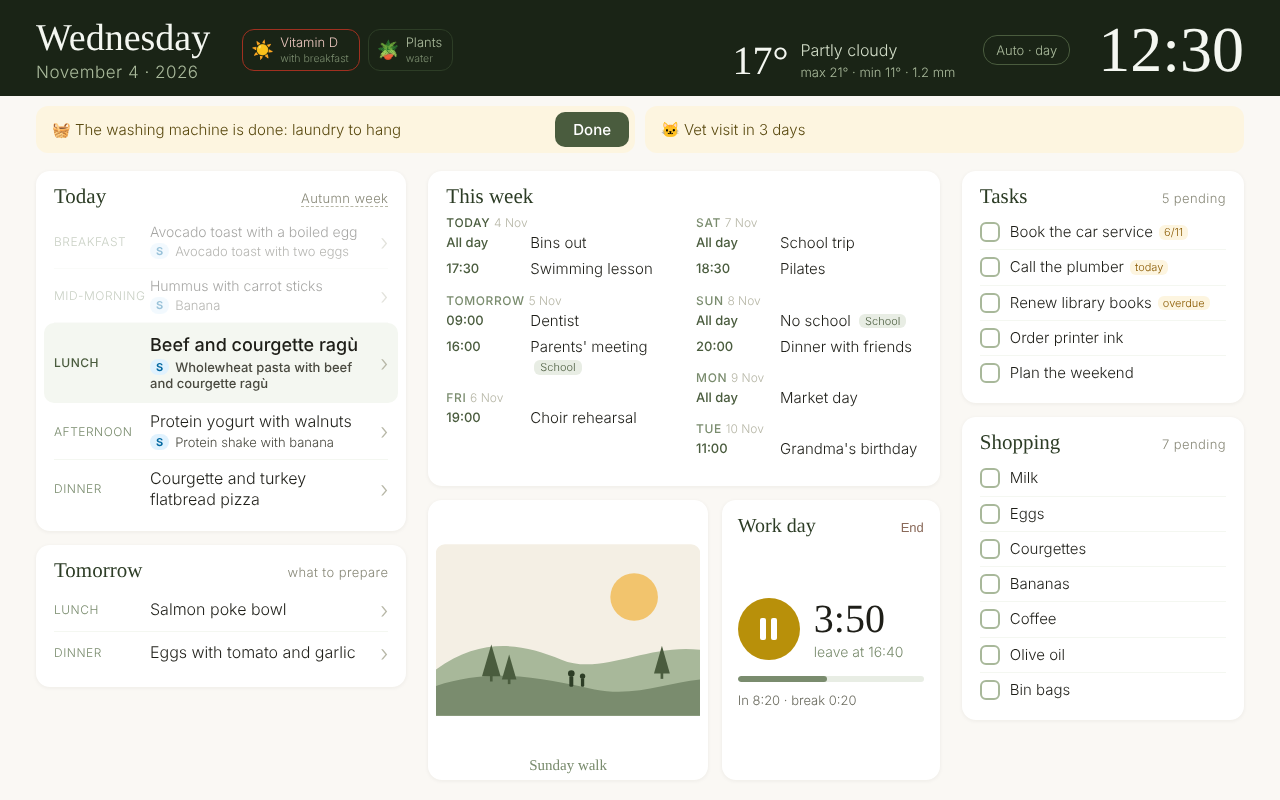 Wednesday
November 4 · 2026
Vitamin D
with breakfast
Plants
water
17°
Partly cloudy
max 21° · min 11° · 1.2 mm
Auto · day
12:30
The washing machine is done: laundry to hang
Done
Vet visit in 3 days
Today
Autumn week
BREAKFAST
Avocado toast with a boiled egg
S Avocado toast with two eggs
MID-MORNING
Hummus with carrot sticks
S Banana
LUNCH
Beef and courgette ragù
S Wholewheat pasta with beef
and courgette ragù
AFTERNOON
Protein yogurt with walnuts
S Protein shake with banana
DINNER
Courgette and turkey
flatbread pizza
Tomorrow
what to prepare
LUNCH
Salmon poke bowl
DINNER
Eggs with tomato and garlic
This week
TODAY 4 Nov
All day Bins out
17:30 Swimming lesson
TOMORROW 5 Nov
09:00 Dentist
16:00 Parents' meeting
School
FRI 6 Nov
19:00 Choir rehearsal
SAT 7 Nov
All day School trip
18:30 Pilates
SUN 8 Nov
All day No school School
20:00 Dinner with friends
MON 9 Nov
All day Market day
TUE 10 Nov
11:00 Grandma's birthday
Sunday walk
Work day
End
3:50
leave at 16:40
In 8:20 · break 0:20
Tasks
5 pending
Book the car service 6/11
Call the plumber today
Renew library books overdue
Order printer ink
Plan the weekend
Shopping
7 pending
Milk
Eggs
Courgettes
Bananas
Coffee
Olive oil
Bin bags